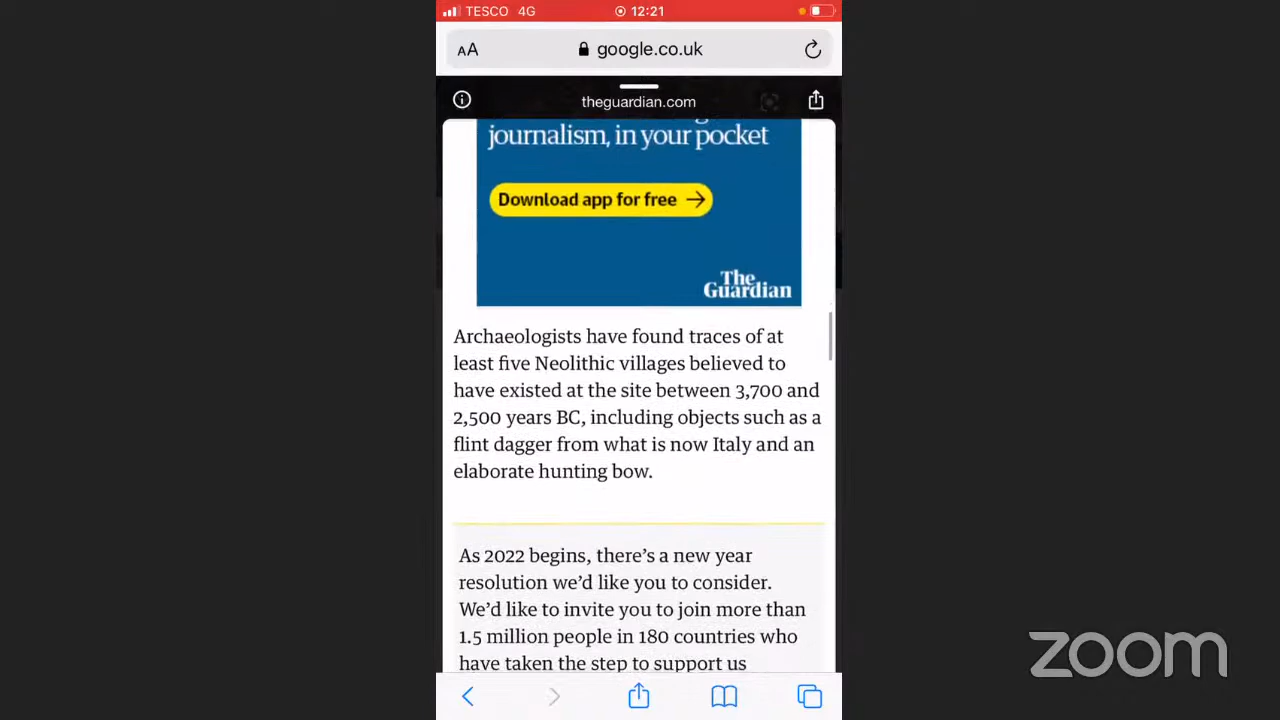 TESCO 4G 12:21
AA google.co.uk
theguardian.com
journalism, in your pocket
Download app for free →
The
Guardian
Archaeologists have found traces of at
least five Neolithic villages believed to
have existed at the site between 3,700 and
2,500 years BC, including objects such as a
flint dagger from what is now Italy and an
elaborate hunting bow.
As 2022 begins, there’s a new year
resolution we’d like you to consider.
We’d like to invite you to join more than
1.5 million people in 180 countries who
have taken the step to support us
zoom